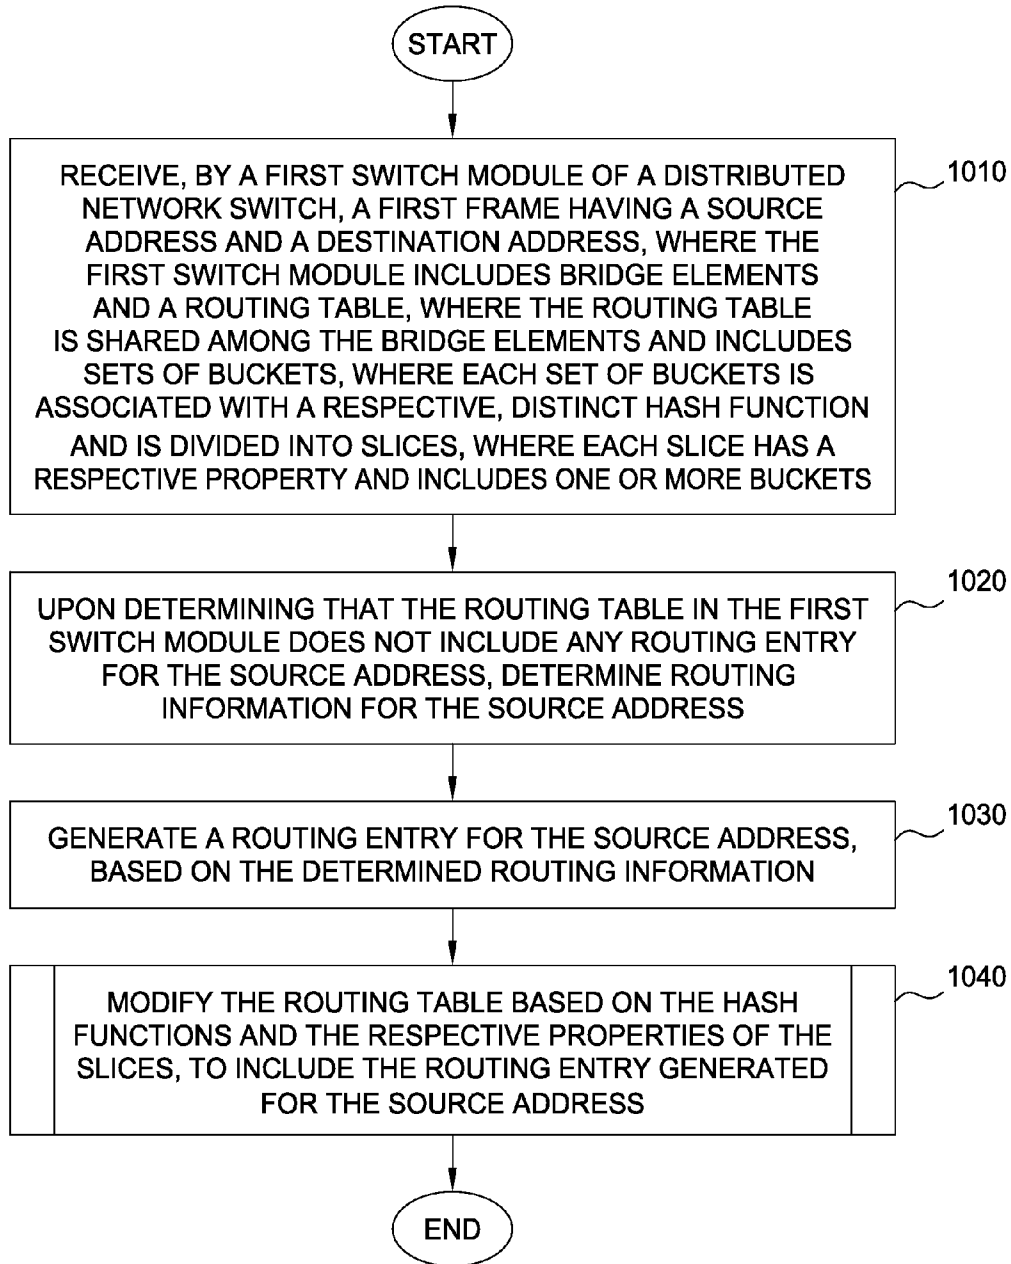 START
RECEIVE, BY A FIRST SWITCH MODULE OF A DISTRIBUTED
NETWORK SWITCH, A FIRST FRAME HAVING A SOURCE
ADDRESS AND A DESTINATION ADDRESS, WHERE THE
FIRST SWITCH MODULE INCLUDES BRIDGE ELEMENTS
AND A ROUTING TABLE, WHERE THE ROUTING TABLE
IS SHARED AMONG THE BRIDGE ELEMENTS AND INCLUDES
SETS OF BUCKETS, WHERE EACH SET OF BUCKETS IS
ASSOCIATED WITH A RESPECTIVE, DISTINCT HASH FUNCTION
AND IS DIVIDED INTO SLICES, WHERE EACH SLICE HAS A
RESPECTIVE PROPERTY AND INCLUDES ONE OR MORE BUCKETS
1010
UPON DETERMINING THAT THE ROUTING TABLE IN THE FIRST
SWITCH MODULE DOES NOT INCLUDE ANY ROUTING ENTRY
FOR THE SOURCE ADDRESS, DETERMINE ROUTING
INFORMATION FOR THE SOURCE ADDRESS
1020
GENERATE A ROUTING ENTRY FOR THE SOURCE ADDRESS,
BASED ON THE DETERMINED ROUTING INFORMATION
1030
MODIFY THE ROUTING TABLE BASED ON THE HASH
FUNCTIONS AND THE RESPECTIVE PROPERTIES OF THE
SLICES, TO INCLUDE THE ROUTING ENTRY GENERATED
FOR THE SOURCE ADDRESS
1040
END